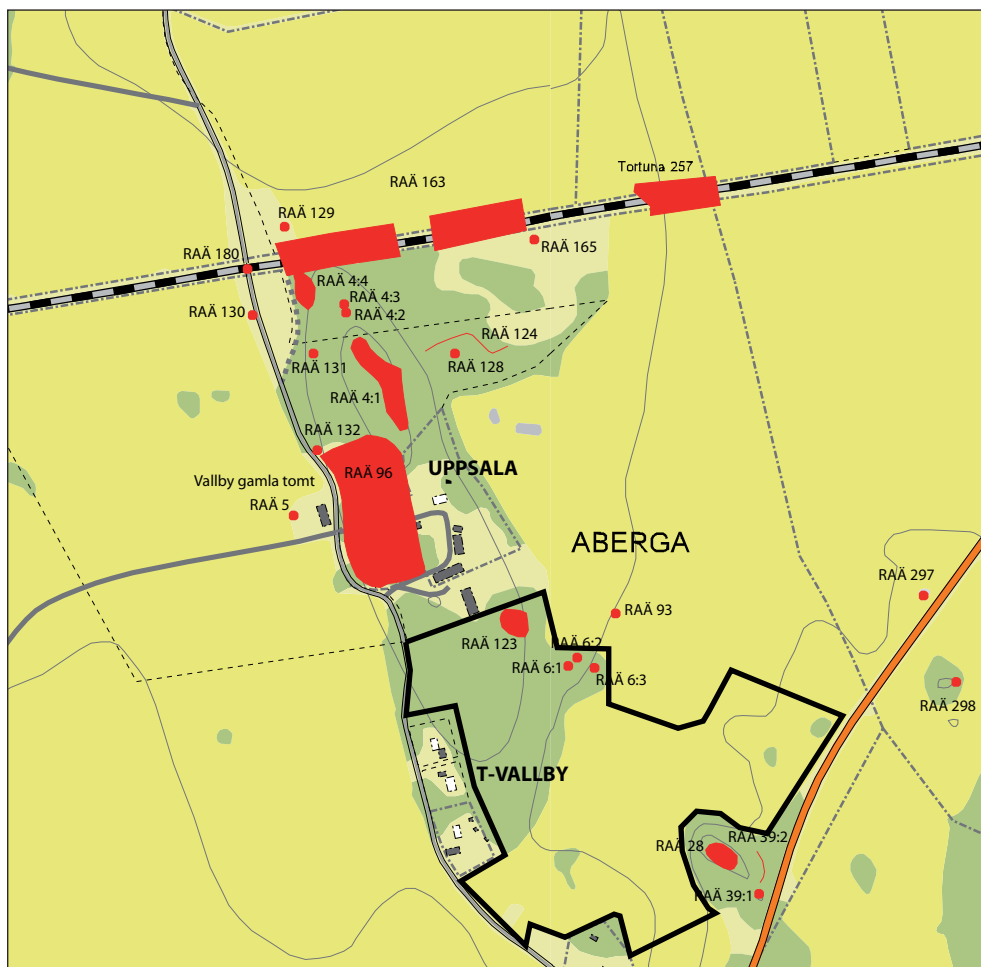 Tortuna 257
RAÄ 163
RAÄ 129
RAÄ 165
RAÄ 180
RAÄ 4:4
RAÄ 4:3
RAÄ 130
RAÄ 4:2
RAÄ 124
RAÄ 131
RAÄ 128
RAÄ 4:1
RAÄ 132
RAÄ 96
UPPSALA
Vallby gamla tomt
RAÄ 5
ABERGA
RAÄ 297
RAÄ 93
RAÄ 123
RAÄ 6:2
RAÄ 6:1
RAÄ 6:3
RAÄ 298
T-VALLBY
RAÄ 39:2
RAÄ 28
RAÄ 39:1